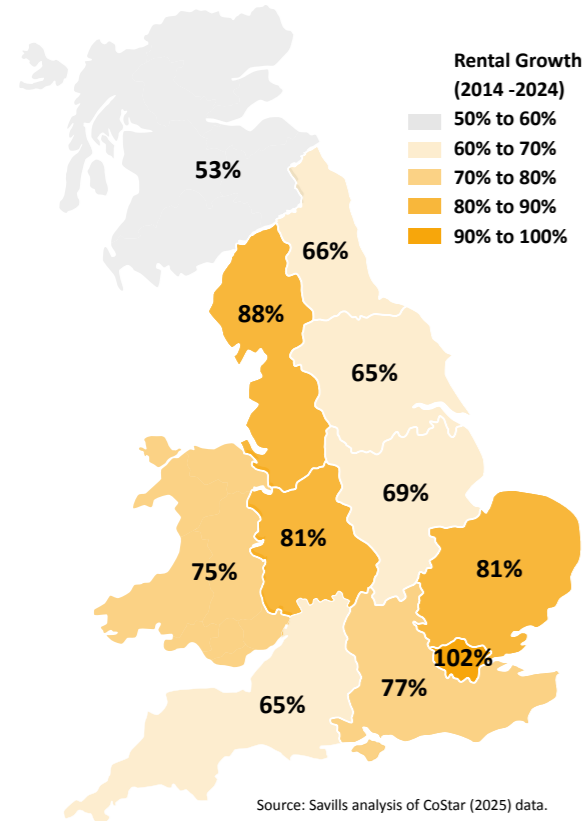 Rental Growth
(2014 -2024)
50% to 60%
60% to 70%
70% to 80%
80% to 90%
90% to 100%
53%
66%
88%
65%
69%
81%
81%
75%
102%
77%
65%
Source: Savills analysis of CoStar (2025) data.